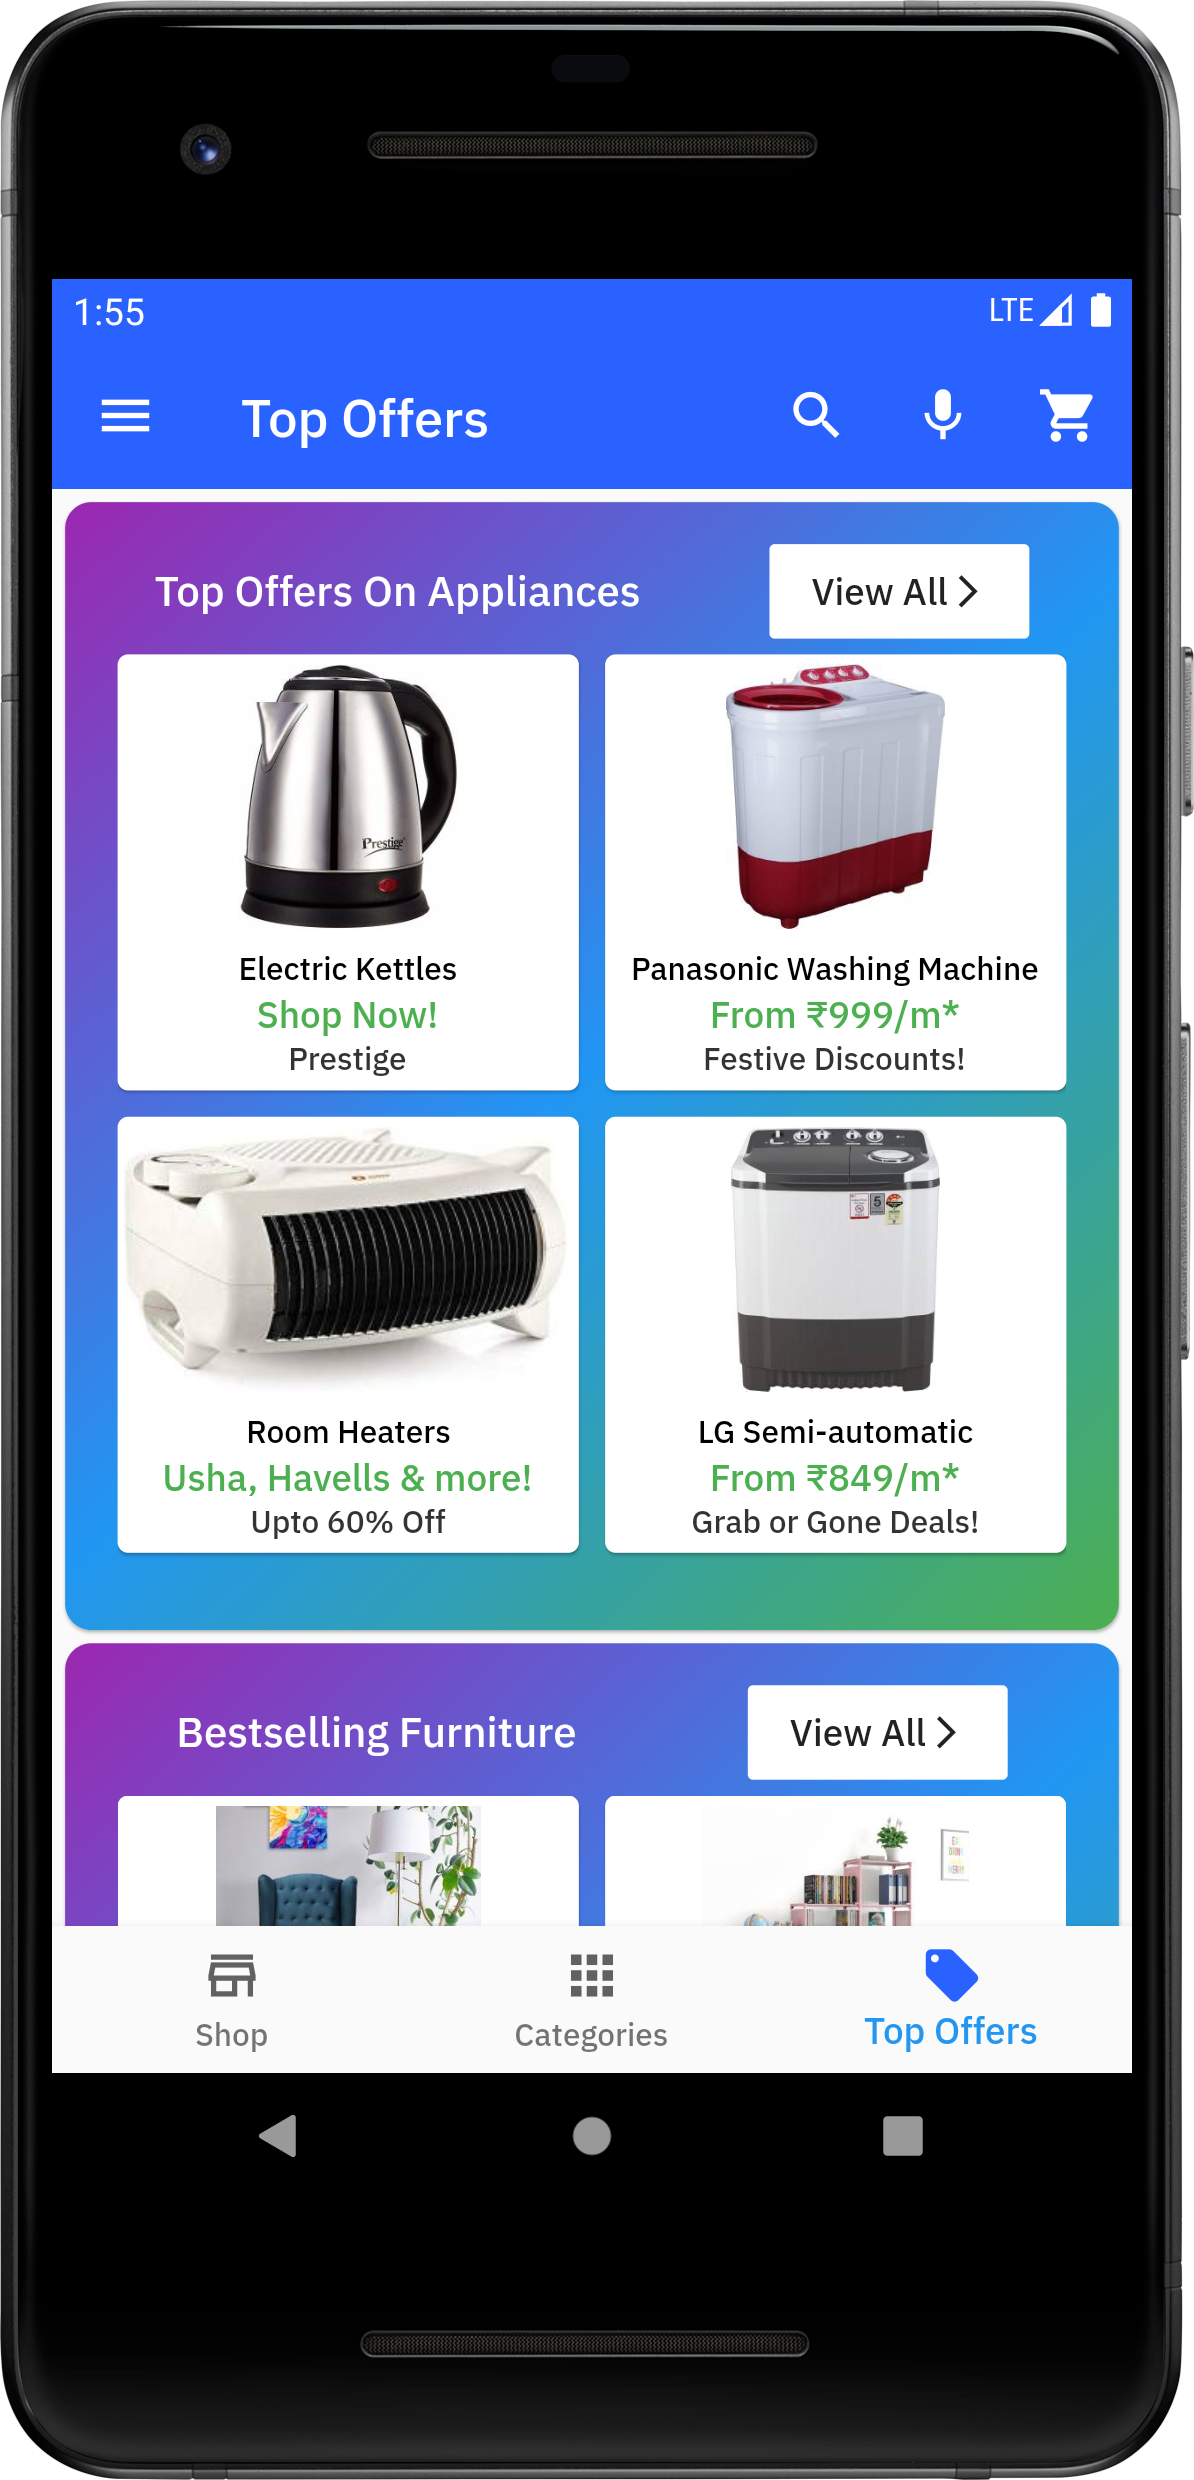 1:55
LTE
Top Offers
Top Offers On Appliances
View All
Prestige
Electric Kettles
Shop Now!
Prestige
Panasonic Washing Machine
From ₹999/m*
Festive Discounts!
5
Room Heaters
Usha, Havells & more!
Upto 60% Off
LG Semi-automatic
From ₹849/m*
Grab or Gone Deals!
Bestselling Furniture
View All
Shop
Categories
Top Offers